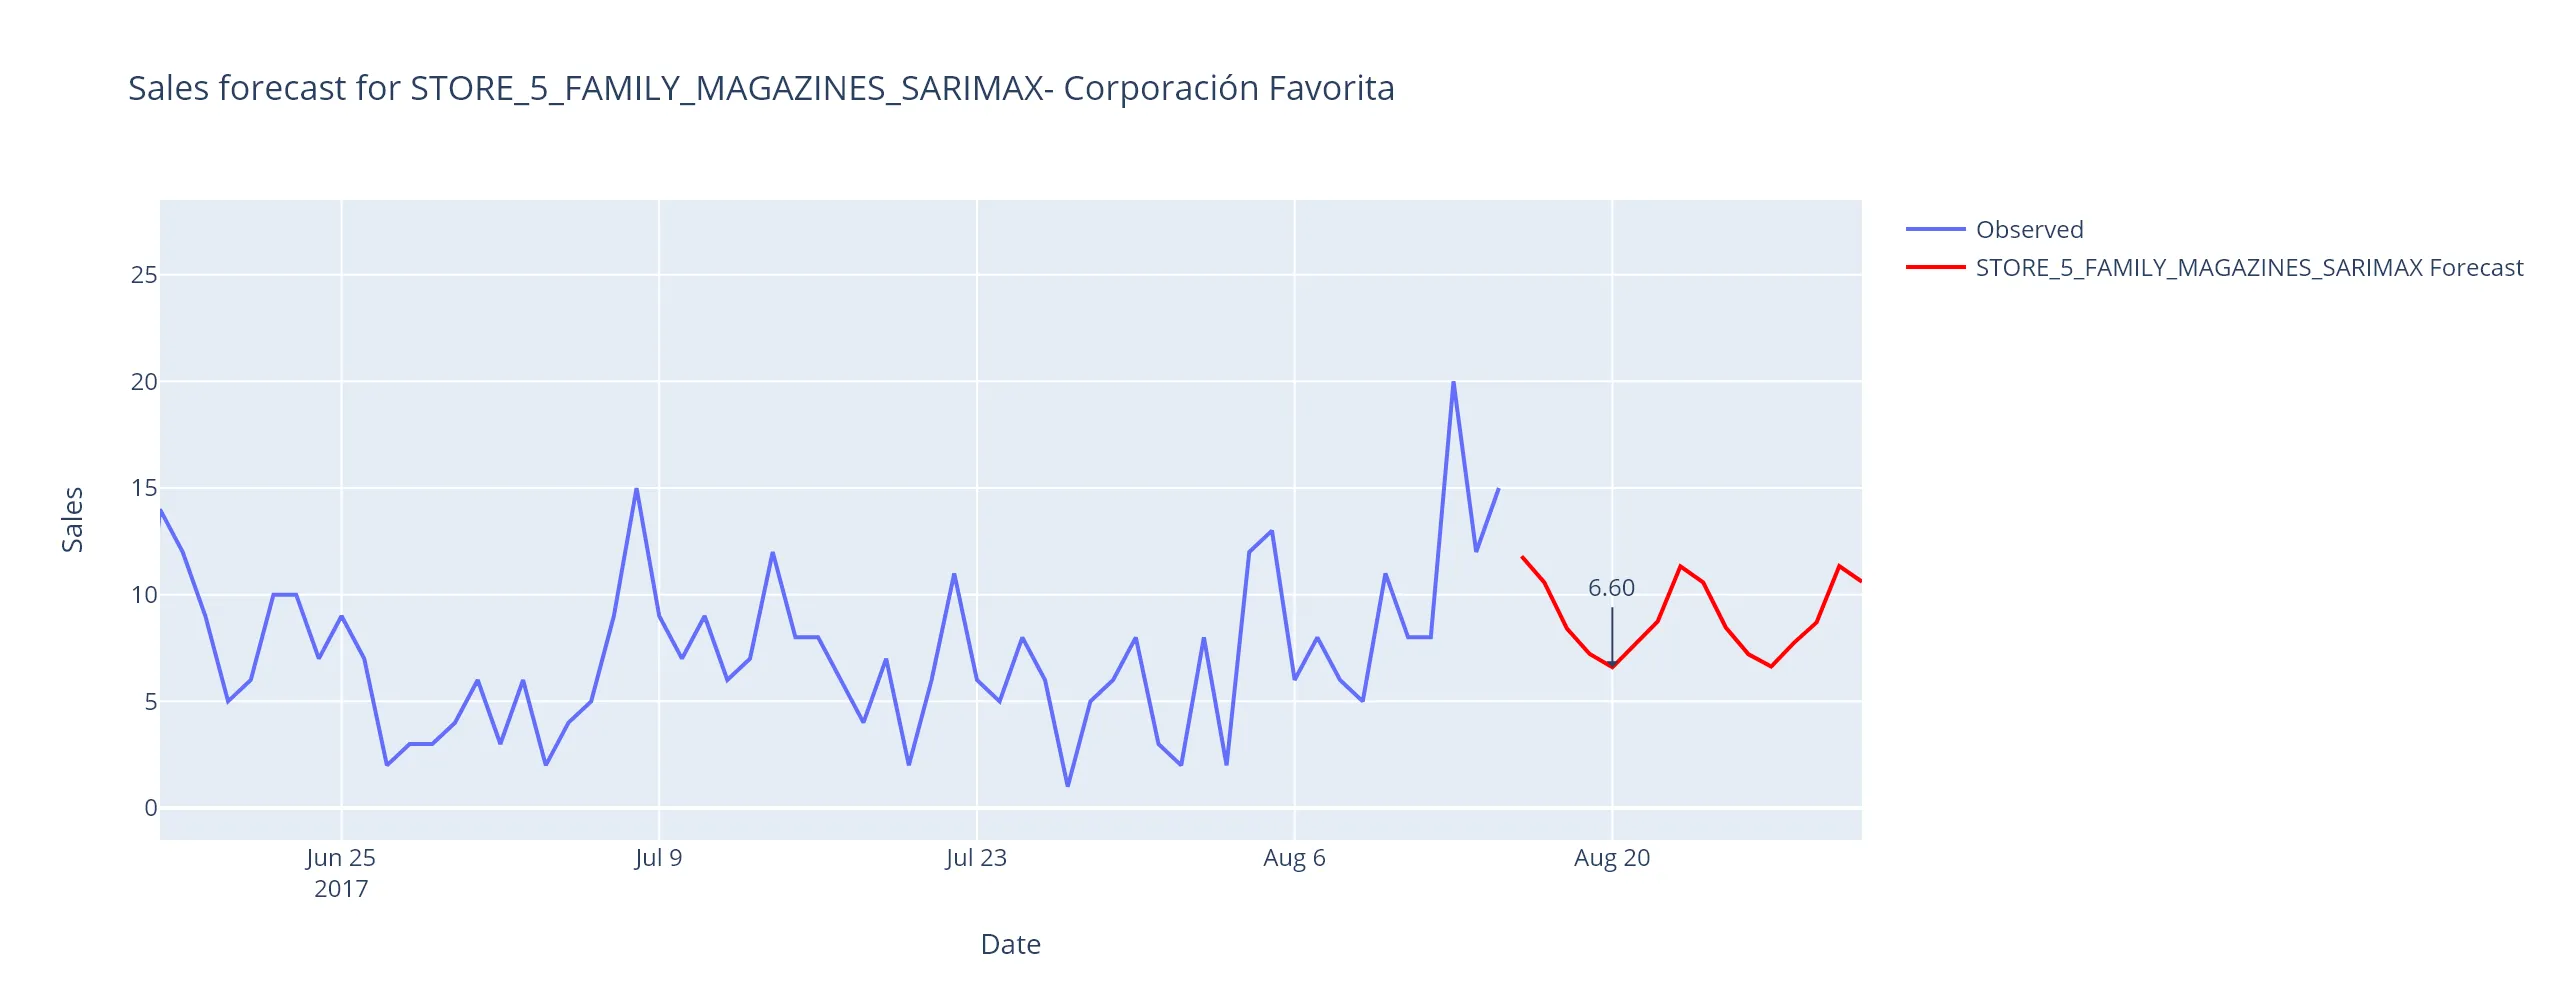 Sales forecast for STORE_5_FAMILY_MAGAZINES_SARIMAX- Corporación Favorita
Observed
STORE_5_FAMILY_MAGAZINES_SARIMAX Forecast
25
20
15
10
5
0
Sales
6.60
Jun 25
2017
Jul 9
Jul 23
Aug 6
Aug 20
Date